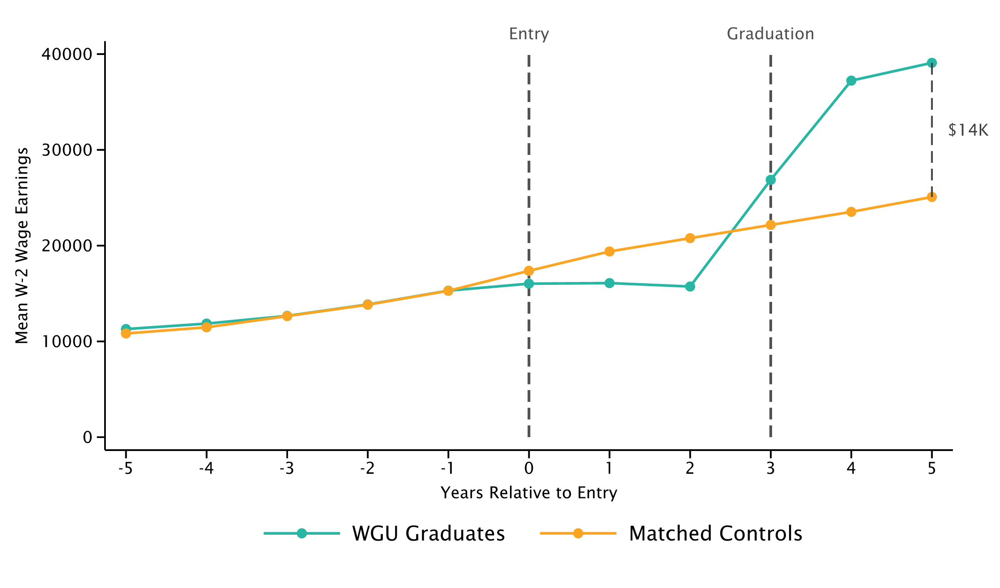 Entry
Graduation
40000
30000
20000
10000
0
Mean W-2 Wage Earnings
$14K
-5 -4 -3 -2 -1 0 1 2 3 4 5
Years Relative to Entry
WGU Graduates Matched Controls